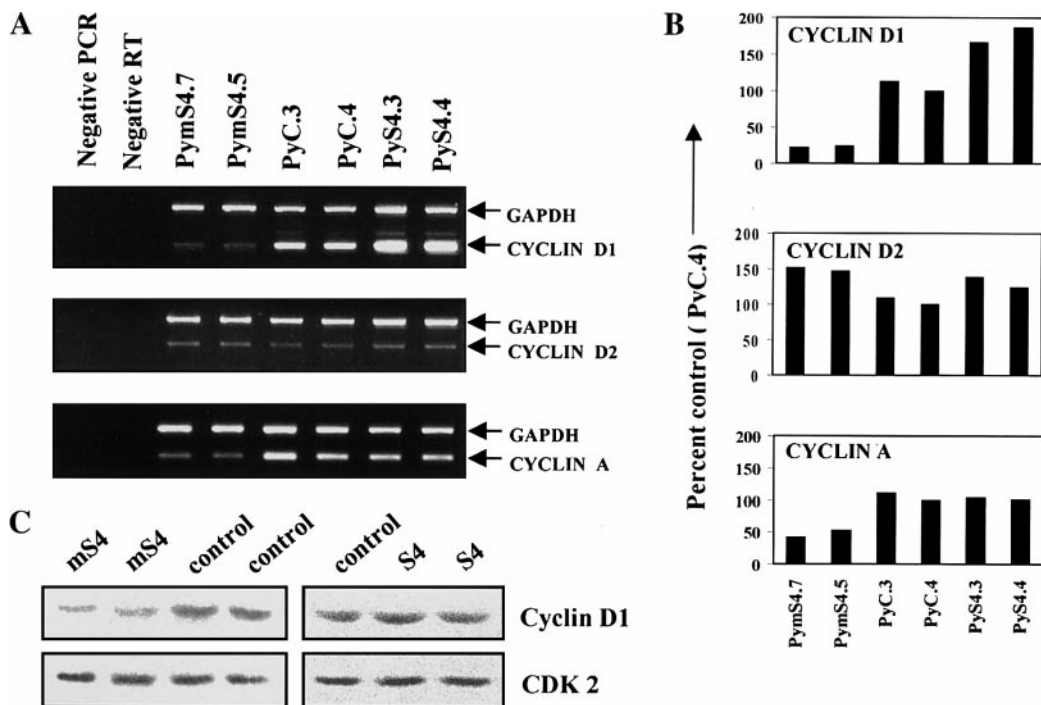 A
Negative PCR
Negative RT
PymS4.7
PymS4.5
PyC.3
PyC.4
PyS4.3
PyS4.4
GAPDH
CYCLIN D1
GAPDH
CYCLIN D2
GAPDH
CYCLIN A
B
Percent control ( PyC.4)
CYCLIN D1
200
150
100
50
0
CYCLIN D2
200
150
100
50
0
CYCLIN A
200
150
100
50
0
PymS4.7
PymS4.5
PyC.3
PyC.4
PyS4.3
PyS4.4
C
mS4
mS4
control
control
control
S4
S4
Cyclin D1
CDK 2